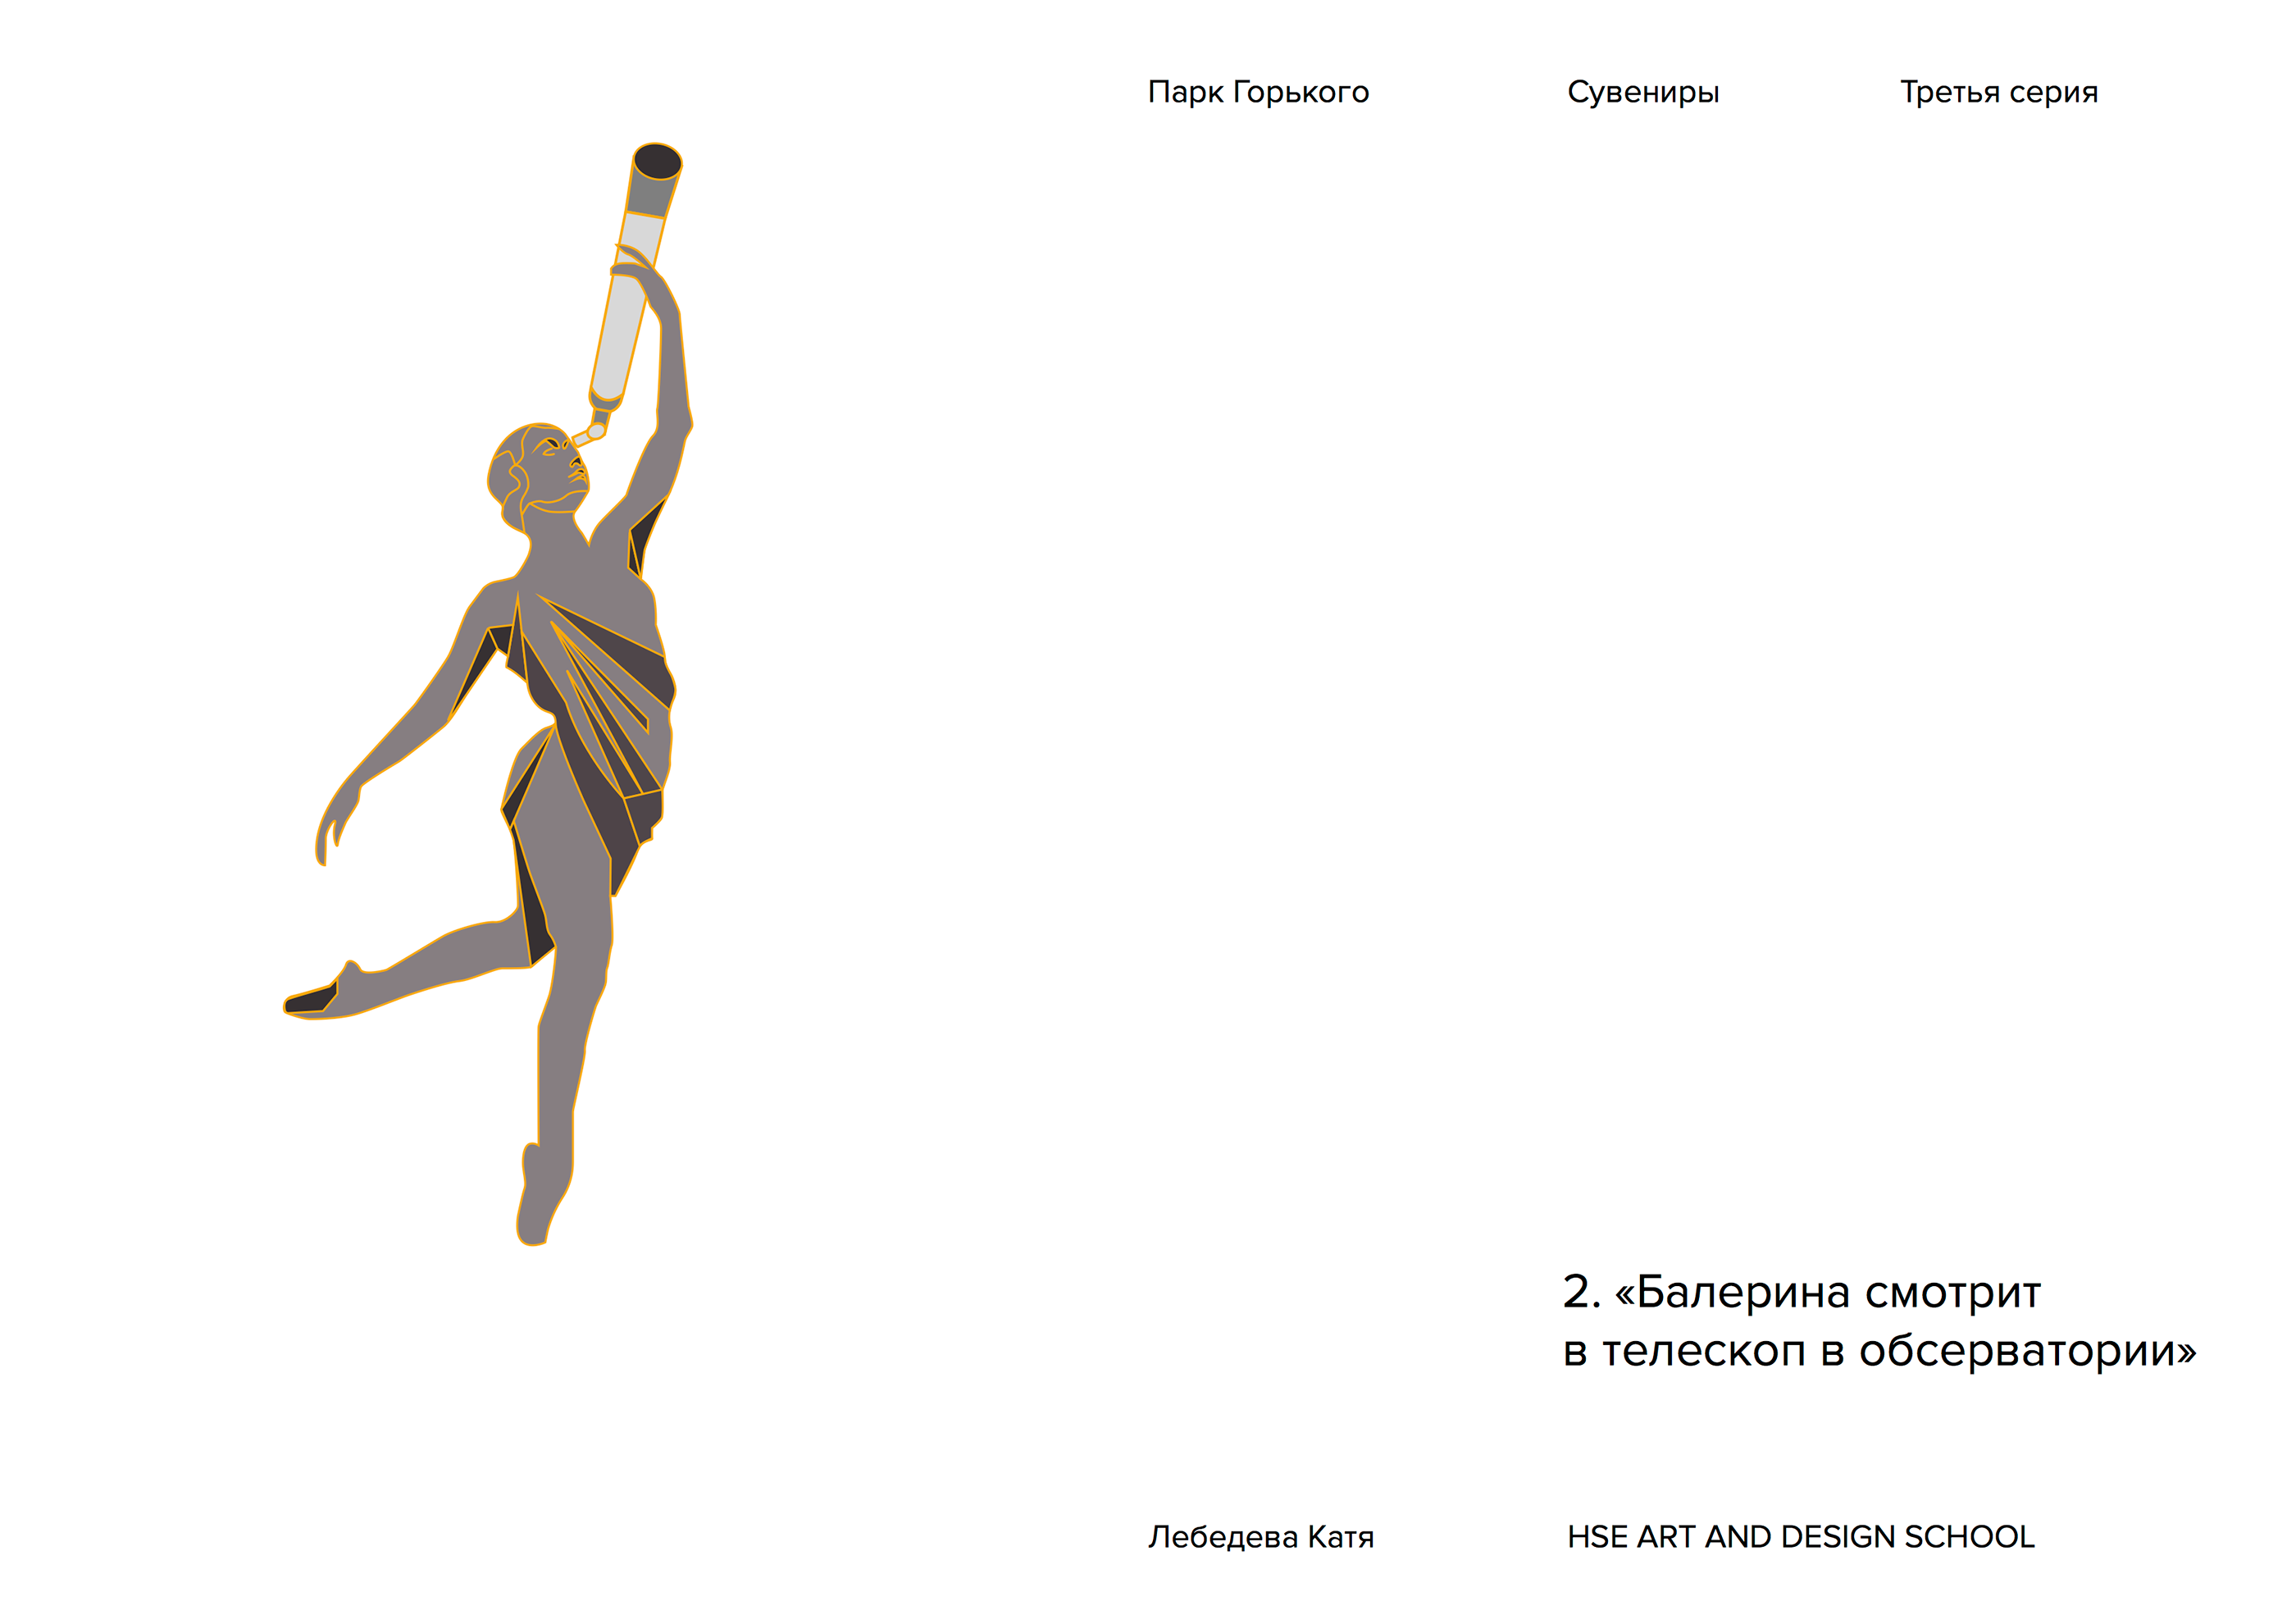 Парк Горького
Сувениры
Третья серия
2. «Балерина смотрит
в телескоп в обсерватории»
Лебедева Катя
HSE ART AND DESIGN SCHOOL